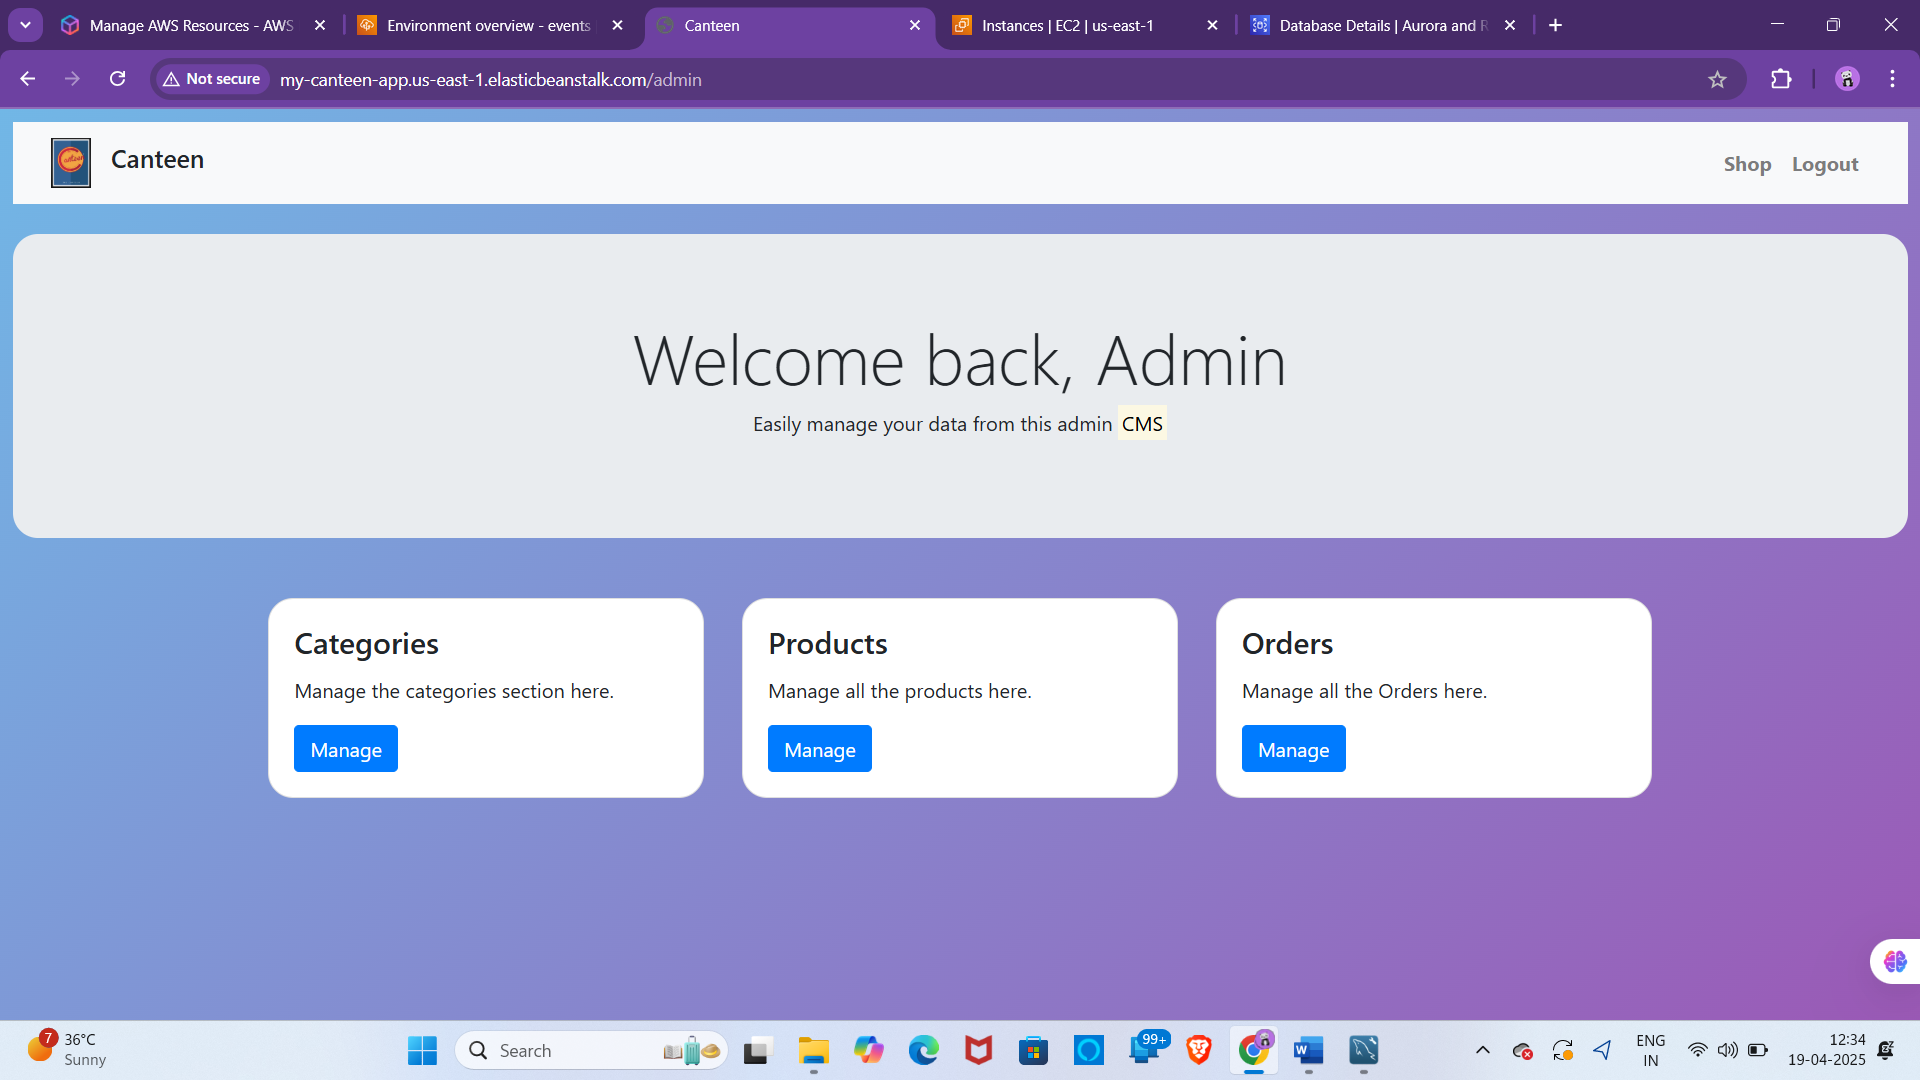 Manage AWS Resources - AWS
Environment overview - events
Canteen
Instances | EC2 | us-east-1
Database Details | Aurora and R
Not secure
my-canteen-app.us-east-1.elasticbeanstalk.com/admin
Canteen
Shop
Logout
Welcome back, Admin
Easily manage your data from this admin CMS
Categories
Manage the categories section here.
Manage
Products
Manage all the products here.
Manage
Orders
Manage all the Orders here.
Manage
7
36°C
Sunny
Search
99+
ENG
IN
12:34
19-04-2025